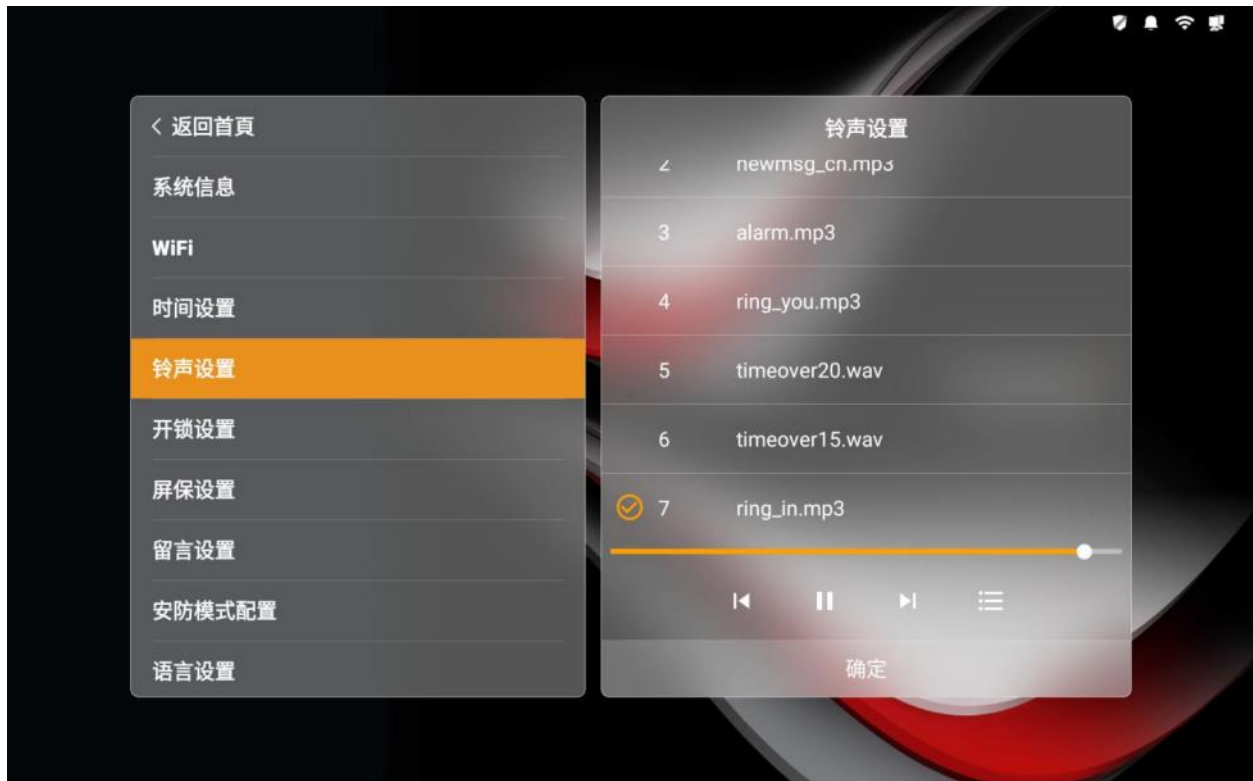 返回首頁
系统信息
WiFi
时间设置
铃声设置
开锁设置
屏保设置
留言设置
安防模式配置
语言设置
铃声设置
2 newmsg_cn.mp3
3 alarm.mp3
4 ring_you.mp3
5 timeover20.wav
6 timeover15.wav
7 ring_in.mp3
确定